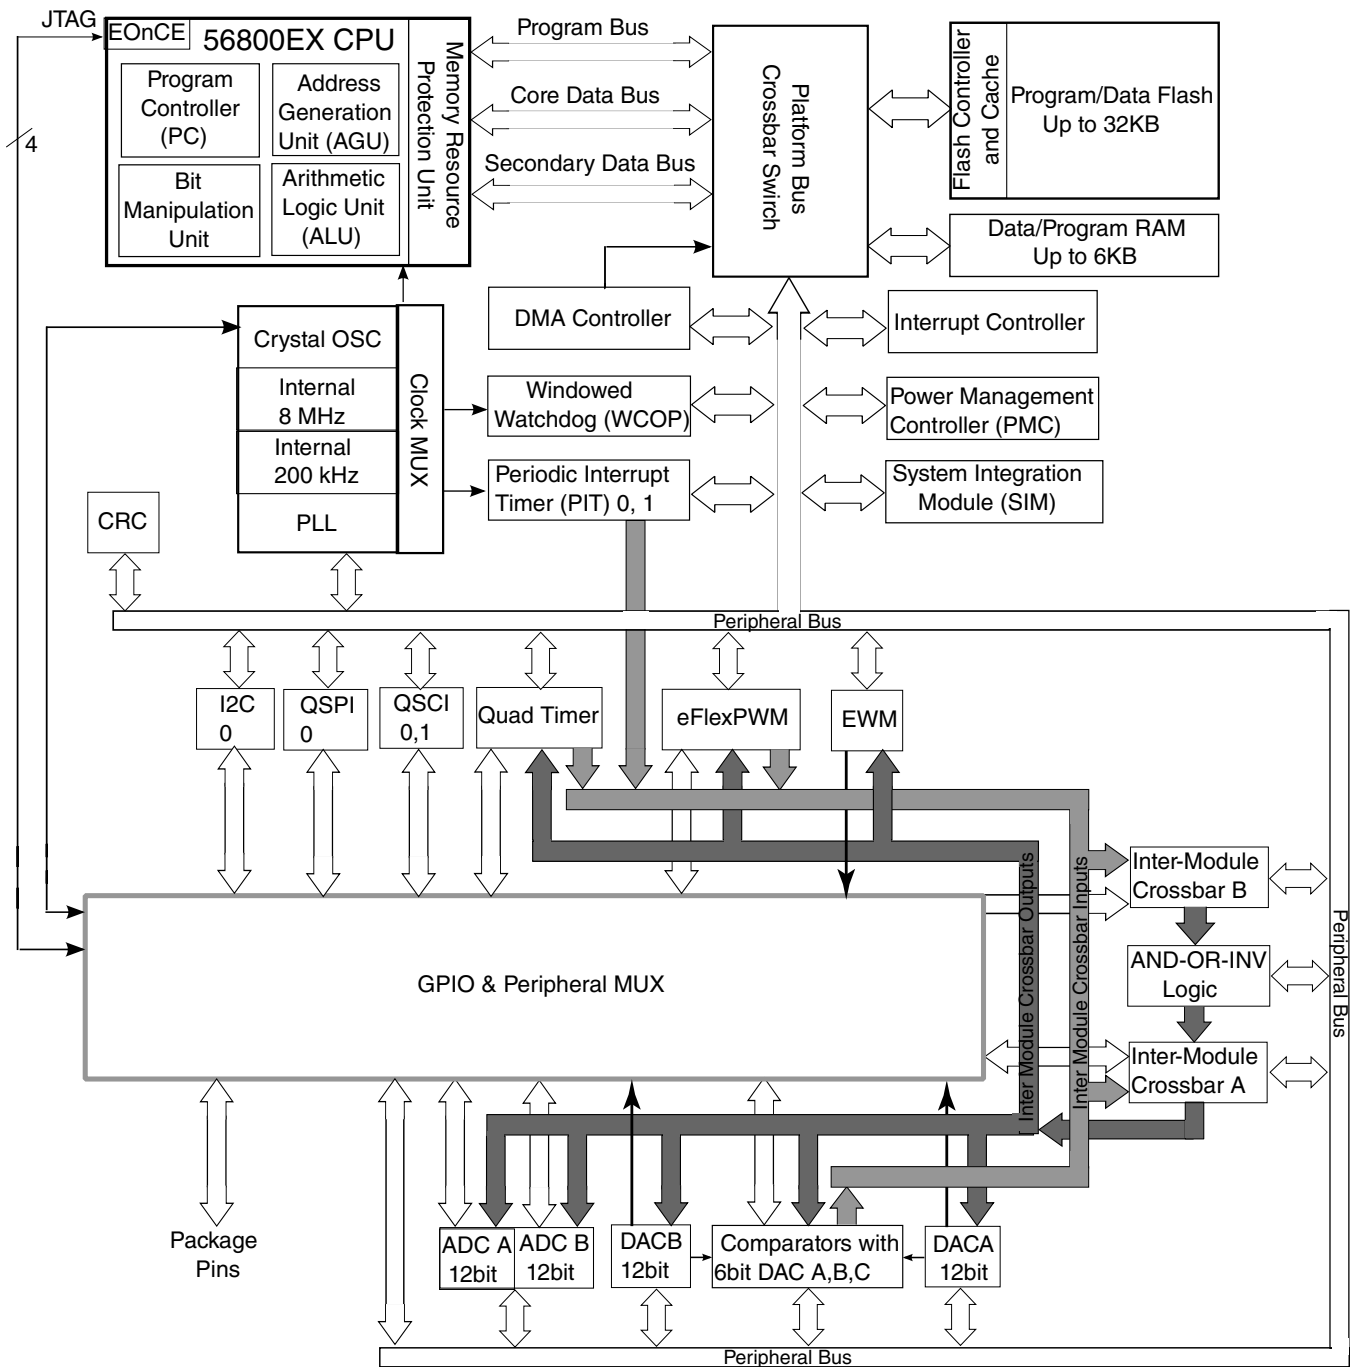 JTAG
EOnCE
56800EX CPU
Program
Controller
(PC)
Address
Generation
Unit (AGU)
Bit
Manipulation
Unit
Arithmetic
Logic Unit
(ALU)
Memory Resource
Protection Unit
4
Program Bus
Core Data Bus
Secondary Data Bus
Platform Bus
Crossbar Swirch
Flash Controller
and Cache
Program/Data Flash
Up to 32KB
Data/Program RAM
Up to 6KB
DMA Controller
Interrupt Controller
Crystal OSC
Internal
8 MHz
Internal
200 kHz
PLL
Clock MUX
Windowed
Watchdog (WCOP)
Power Management
Controller (PMC)
Periodic Interrupt
Timer (PIT) 0, 1
System Integration
Module (SIM)
CRC
Peripheral Bus
I2C
0
QSPI
0
QSCI
0,1
Quad Timer
eFlexPWM
EWM
Inter Module Crossbar Outputs
Inter Module Crossbar Inputs
Inter-Module
Crossbar B
AND-OR-INV
Logic
Inter-Module
Crossbar A
Peripheral Bus
GPIO & Peripheral MUX
Package
Pins
ADC A
12bit
ADC B
12bit
DACB
12bit
Comparators with
6bit DAC A,B,C
DACA
12bit
Peripheral Bus